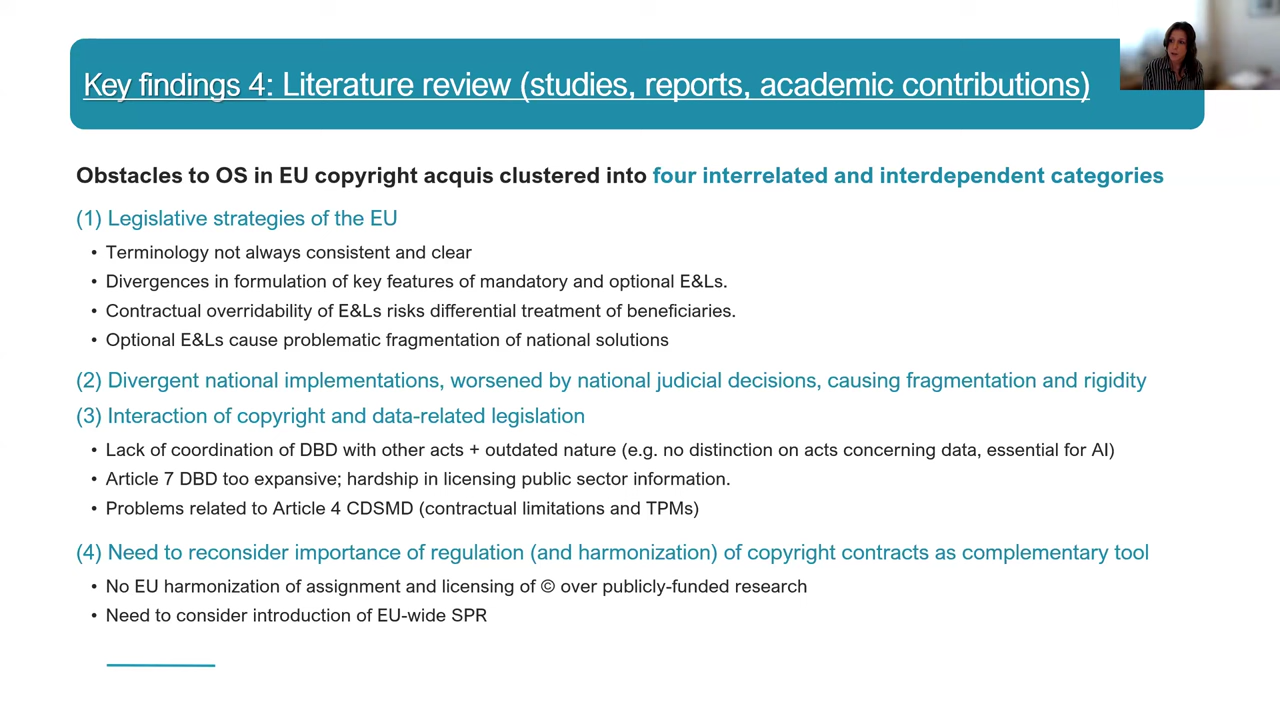 Key findings 4: Literature review (studies, reports, academic contributions)
Obstacles to OS in EU copyright acquis clustered into four interrelated and interdependent categories
(1) Legislative strategies of the EU
• Terminology not always consistent and clear
• Divergences in formulation of key features of mandatory and optional E&Ls.
• Contractual overridability of E&Ls risks differential treatment of beneficiaries.
• Optional E&Ls cause problematic fragmentation of national solutions
(2) Divergent national implementations, worsened by national judicial decisions, causing fragmentation and rigidity
(3) Interaction of copyright and data-related legislation
• Lack of coordination of DBD with other acts + outdated nature (e.g. no distinction on acts concerning data, essential for AI)
• Article 7 DBD too expansive; hardship in licensing public sector information.
• Problems related to Article 4 CDSMD (contractual limitations and TPMs)
(4) Need to reconsider importance of regulation (and harmonization) of copyright contracts as complementary tool
• No EU harmonization of assignment and licensing of © over publicly-funded research
• Need to consider introduction of EU-wide SPR